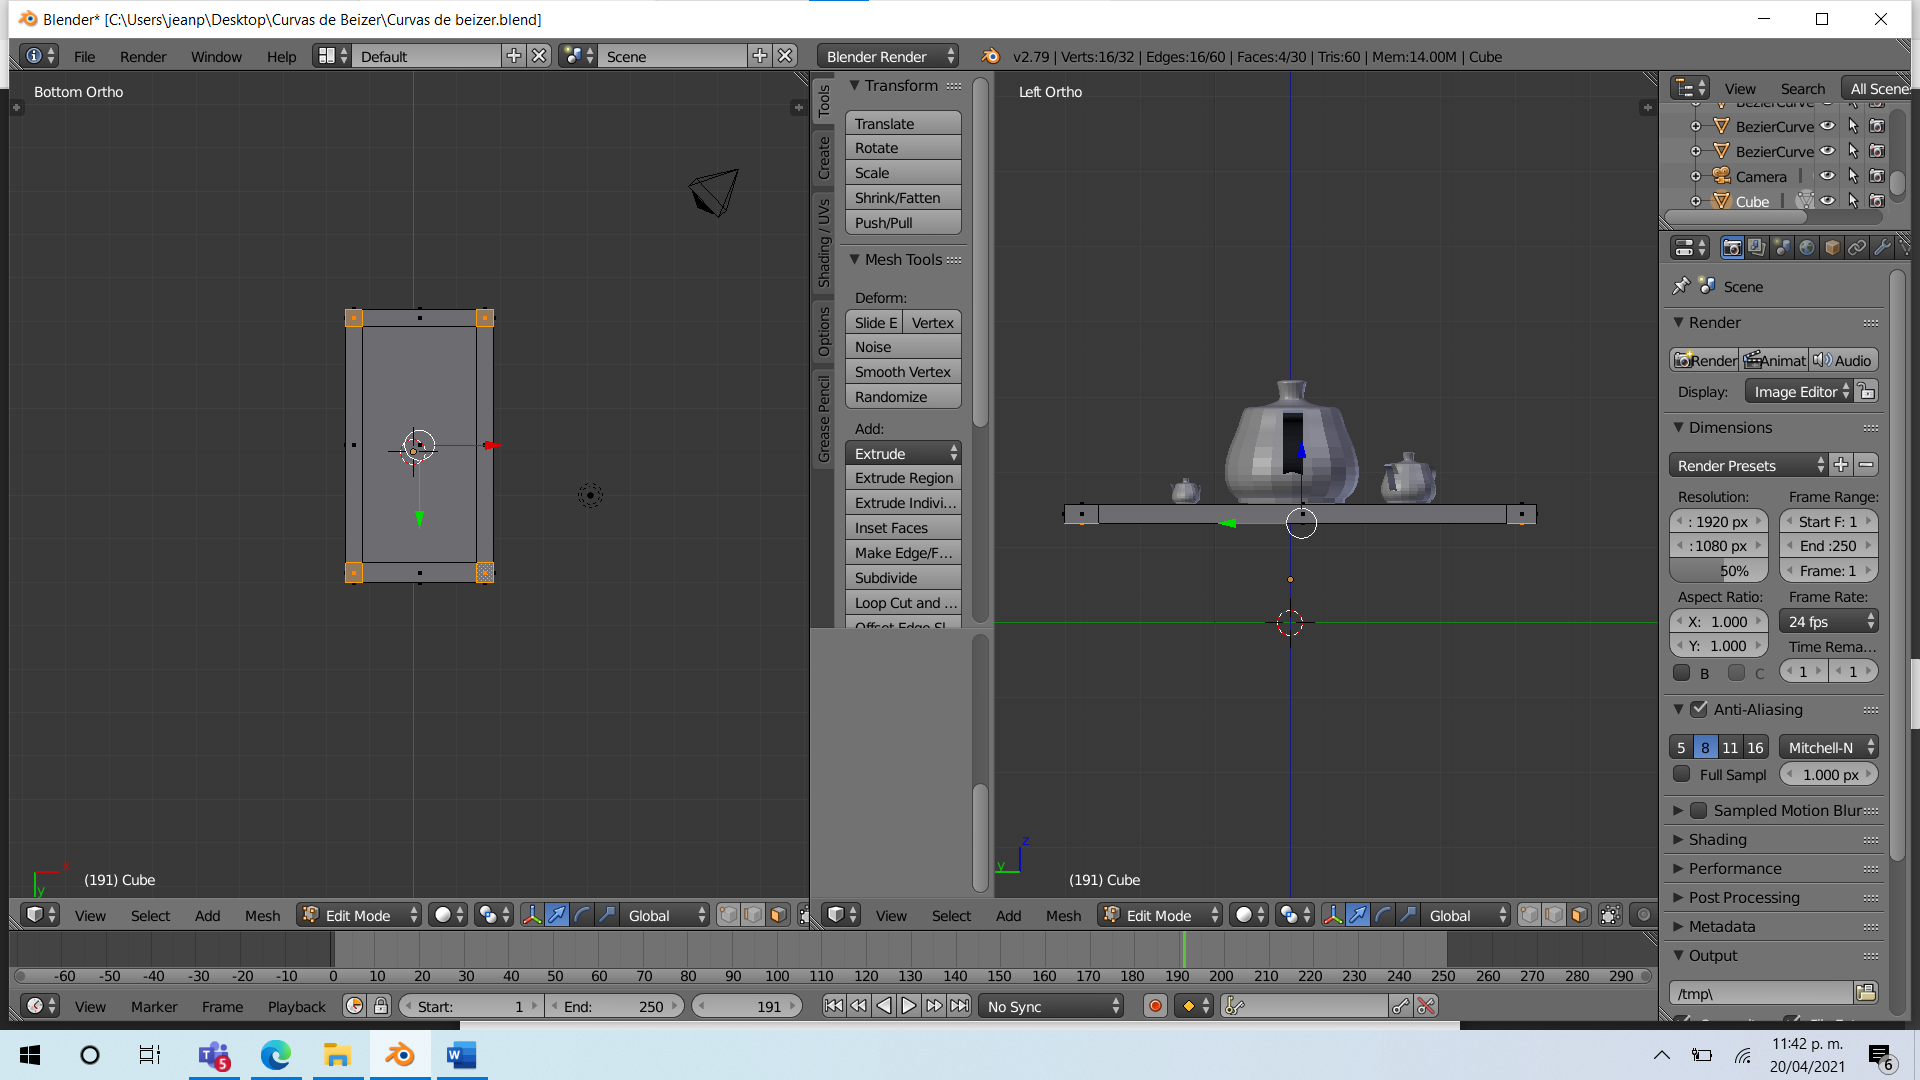 Blender* [C:\Users\jeanp\Desktop\Curvas de Beizer\Curvas de beizer.blend]
File Render Window Help Default Scene Blender Render v2.79 | Verts:16/32 | Edges:16/60 | Faces:4/30 | Tris:60 | Mem:14.00M | Cube
Bottom Ortho
(191) Cube
x
y
Tools
Create
Shading / UVs
Options
Grease Pencil
Transform
Translate
Rotate
Scale
Shrink/Fatten
Push/Pull
Mesh Tools
Deform:
Slide E Vertex
Noise
Smooth Vertex
Randomize
Add:
Extrude
Extrude Region
Extrude Indivi...
Inset Faces
Make Edge/F...
Subdivide
Loop Cut and ...
Offset Edge Sl
Left Ortho
z
y
(191) Cube
View Search All Scene
BezierCurve
BezierCurve
BezierCurve
Camera
Cube
Scene
Render
Render Animat Audio
Display: Image Editor
Dimensions
Render Presets
Resolution: Frame Range:
: 1920 px Start F: 1
: 1080 px End :250
50% Frame: 1
Aspect Ratio: Frame Rate:
X: 1.000 24 fps
Y: 1.000 Time Rema...
B C 1 1
Anti-Aliasing
5 8 11 16 Mitchell-N
Full Sampl 1.000 px
Sampled Motion Blur
Shading
Performance
Post Processing
Metadata
Output
/tmp\
View Select Add Mesh Edit Mode Global
View Select Add Mesh Edit Mode Global
-60 -50 -40 -30 -20 -10 0 10 20 30 40 50 60 70 80 90 100 110 120 130 140 150 160 170 180 190 200 210 220 230 240 250 260 270 280 290
View Marker Frame Playback Start: 1 End: 250 191 No Sync
5
W
11:42 p. m.
20/04/2021
6